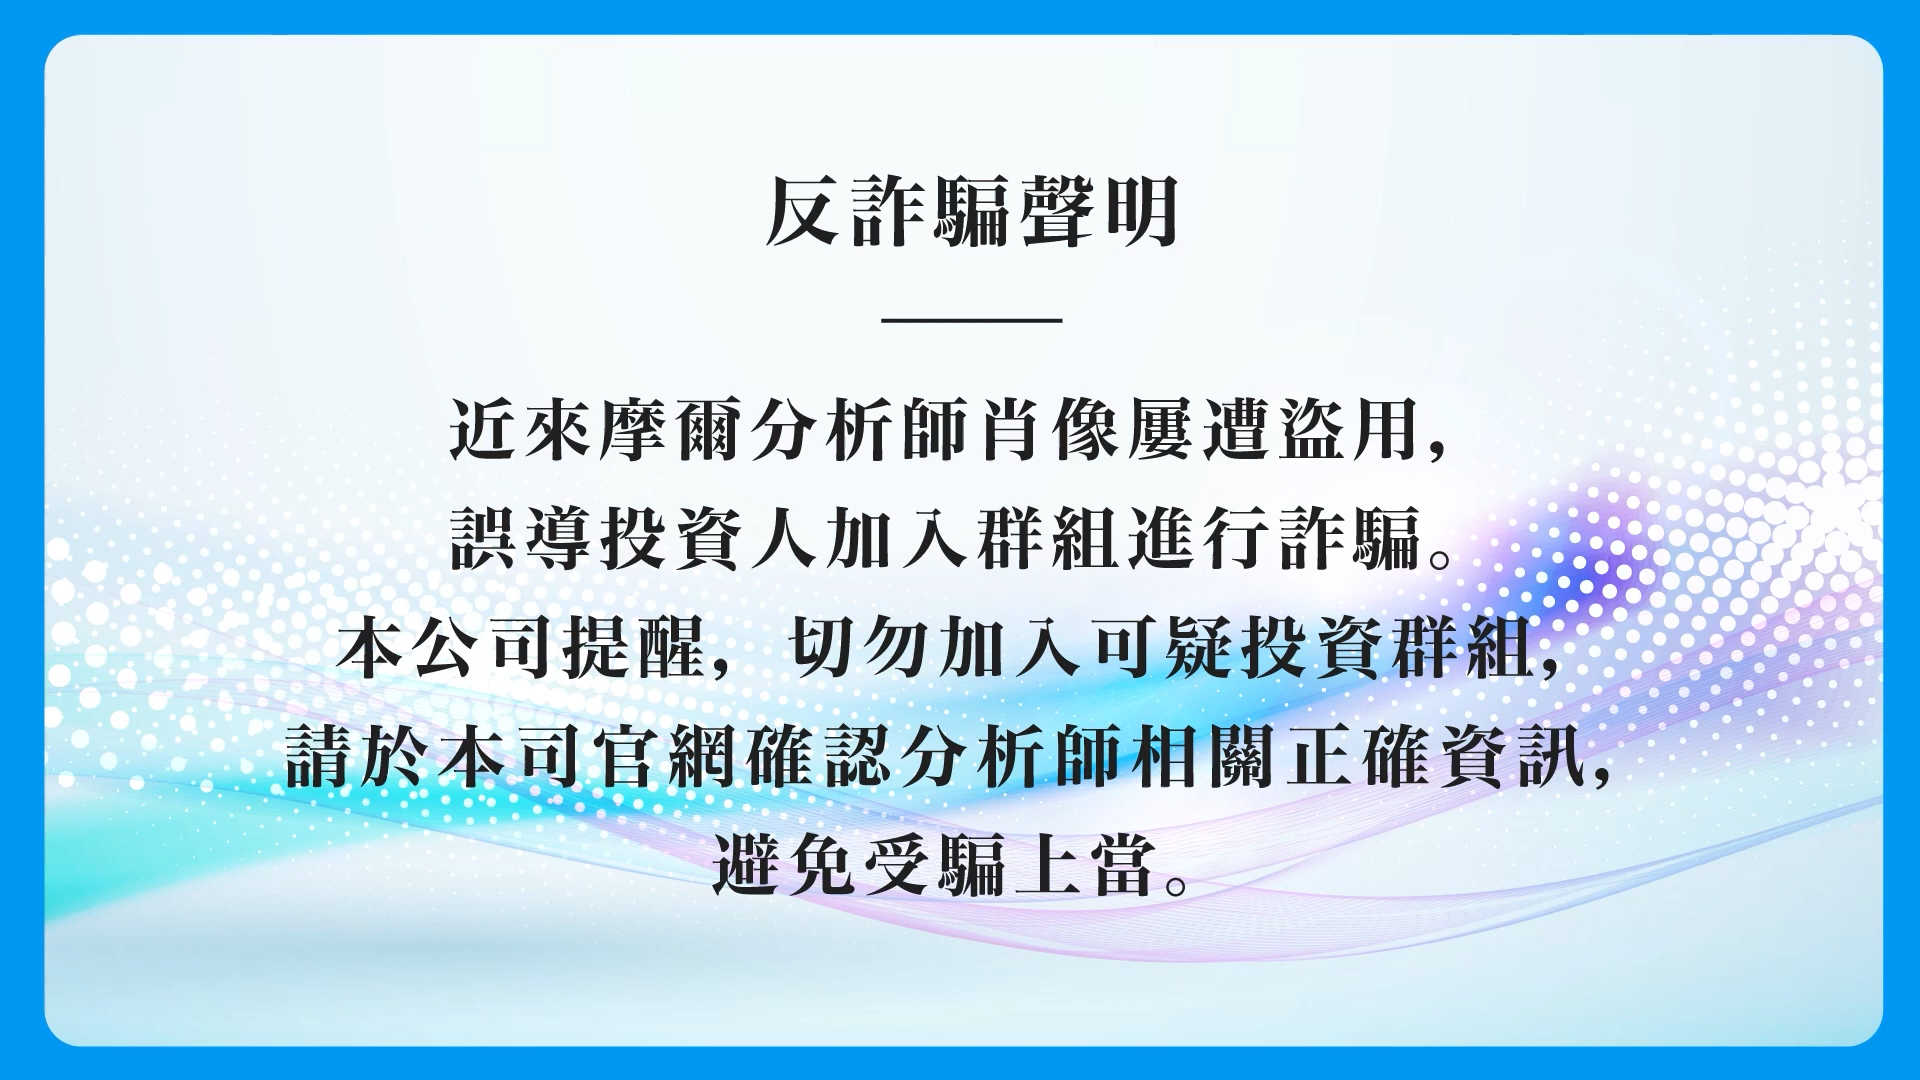 反詐騙聲明
近來摩爾分析師肖像屢遭盜用，
誤導投資人加入群組進行詐騙。
本公司提醒，切勿加入可疑投資群組，
請於本司官網確認分析師相關正確資訊，
避免受騙上當。